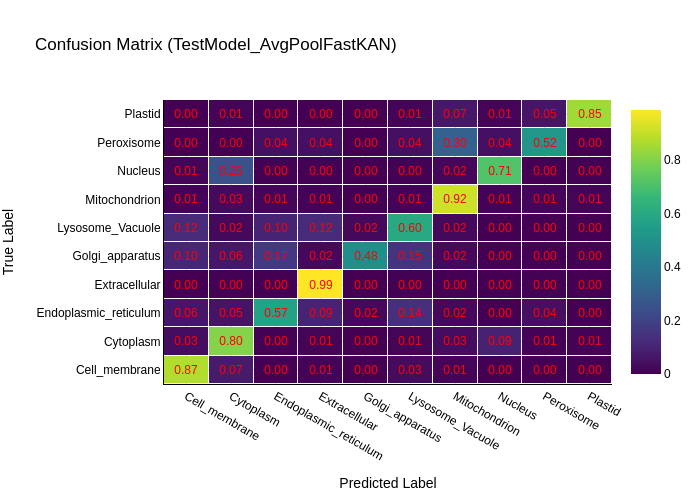 Confusion Matrix (TestModel_AvgPoolFastKAN)
Plastid 0.00 0.01 0.00 0.00 0.00 0.01 0.07 0.01 0.05 0.85
Peroxisome 0.00 0.00 0.04 0.04 0.00 0.04 0.30 0.04 0.52 0.00
Nucleus 0.01 0.00 0.00 0.00 0.00 0.02 0.71 0.00 0.00
Mitochondrion 0.01 0.03 0.01 0.01 0.00 0.01 0.92 0.01 0.01 0.01
Lysosome_Vacuole 0.12 0.02 0.10 0.12 0.02 0.60 0.02 0.00 0.00 0.00
Golgi_apparatus 0.10 0.06 0.17 0.02 0.48 0.15 0.02 0.00 0.00 0.00
Extracellular 0.00 0.00 0.00 0.99 0.00 0.00 0.00 0.00 0.00 0.00
Endoplasmic_reticulum 0.06 0.05 0.57 0.09 0.02 0.14 0.02 0.00 0.04 0.00
Cytoplasm 0.03 0.80 0.00 0.01 0.00 0.01 0.03 0.09 0.01 0.01
Cell_membrane 0.87 0.07 0.00 0.01 0.00 0.03 0.01 0.00 0.00 0.00
Cell_membrane Cytoplasm Endoplasmic_reticulum Extracellular Golgi_apparatus Lysosome_Vacuole Mitochondrion Nucleus Peroxisome Plastid
Predicted Label
True Label
0.8
0.6
0.4
0.2
0